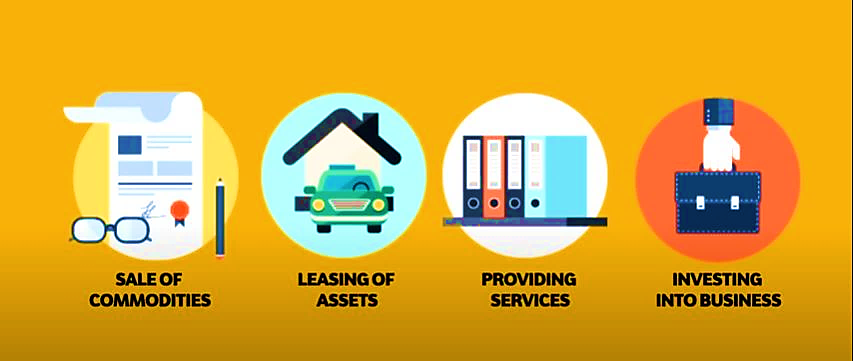 SALE OF
COMMODITIES
LEASING OF
ASSETS
PROVIDING
SERVICES
INVESTING
INTO BUSINESS